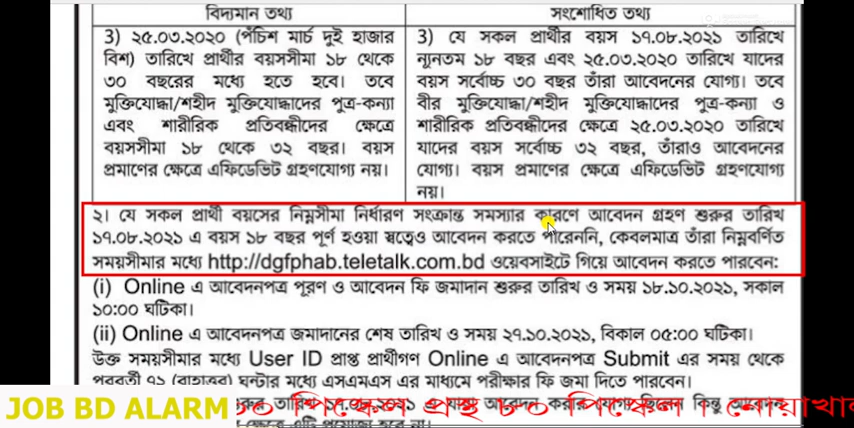 বিদ্যমান তথ্য
সংশোধিত তথ্য
3) ২৫.০৩.২০২০ (পঁচিশ মার্চ দুই হাজার
বিশ) তারিখে প্রার্থীর বয়সসীমা ১৮ থেকে
৩০ বছরের মধ্যে হতে হবে। তবে
মুক্তিযোদ্ধা/শহীদ মুক্তিযোদ্ধাদের পুত্র-কন্যা
এবং শারীরিক প্রতিবন্ধীদের ক্ষেত্রে
বয়সসীমা ১৮ থেকে ৩২ বছর। বয়স
প্রমাণের ক্ষেত্রে এফিডেভিট গ্রহণযোগ্য নয়।
3) যে সকল প্রার্থীর বয়স ১৭.০৮.২০২১ তারিখে
ন্যূনতম ১৮ বছর এবং ২৫.০৩.২০২০ তারিখে যাদের
বয়স সর্বোচ্চ ৩০ বছর তাঁরা আবেদনের যোগ্য। তবে
বীর মুক্তিযোদ্ধা/শহীদ মুক্তিযোদ্ধাদের পুত্র-কন্যা ও
শারীরিক প্রতিবন্ধীদের ক্ষেত্রে ২৫.০৩.২০২০ তারিখে
যাদের বয়স সর্বোচ্চ ৩২ বছর, তাঁরাও আবেদনের
যোগ্য। বয়স প্রমাণের ক্ষেত্রে এফিডেভিট গ্রহণযোগ্য
নয়।
২। যে সকল প্রার্থী বয়সের নিম্নসীমা নির্ধারণ সংক্রান্ত সমস্যার কারণে আবেদন গ্রহণ শুরুর তারিখ
১৭.০৮.২০২১ এ বয়স ১৮ বছর পূর্ণ হওয়া স্বত্বেও আবেদন করতে পারেননি, কেবলমাত্র তাঁরা নিম্নবর্ণিত
সময়সীমার মধ্যে http://dgfphab.teletalk.com.bd ওয়েবসাইটে গিয়ে আবেদন করতে পারবেন:
(i) Online এ আবেদনপত্র পূরণ ও আবেদন ফি জমাদান শুরুর তারিখ ও সময় ১৮.১০.২০২১, সকাল
১০:০০ ঘটিকা।
(ii) Online এ আবেদনপত্র জমাদানের শেষ তারিখ ও সময় ২৭.১০.২০২১, বিকাল ০৫:০০ ঘটিকা।
উক্ত সময়সীমার মধ্যে User ID প্রাপ্ত প্রার্থীগণ Online এ আবেদনপত্র Submit এর সময় থেকে
পরবর্তী ৭২ (বাহাত্তর) ঘন্টার মধ্যে এসএমএস এর মাধ্যমে পরীক্ষার ফি জমা দিতে পারবেন।
JOB BD ALARM
পিক্সেল প্রস্থ ৮০ পিক্সেল। নোয়াখা